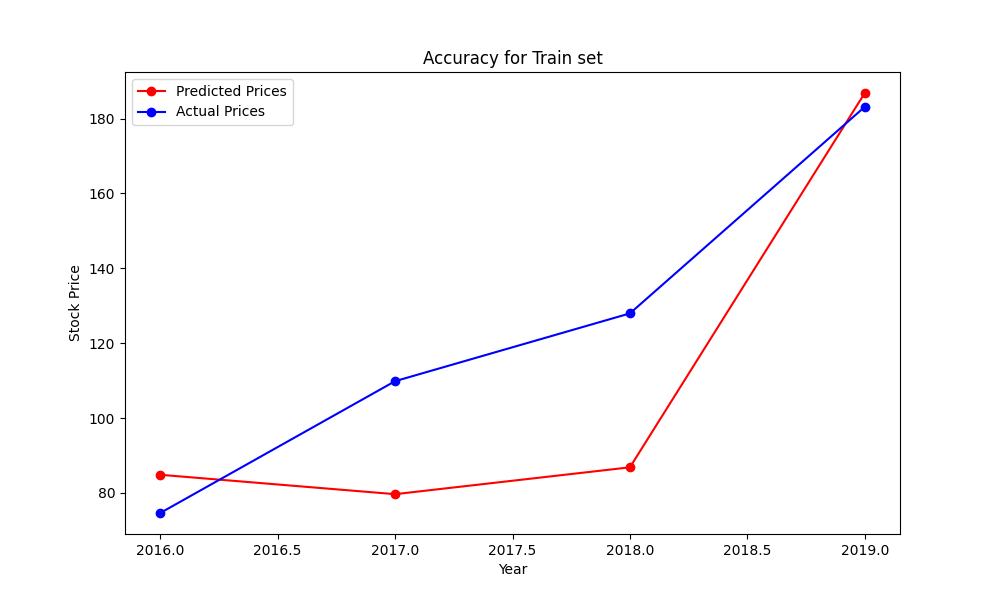 Accuracy for Train set
Predicted Prices
Actual Prices
180
160
140
120
100
80
Stock Price
2016.0 2016.5 2017.0 2017.5 2018.0 2018.5 2019.0
Year